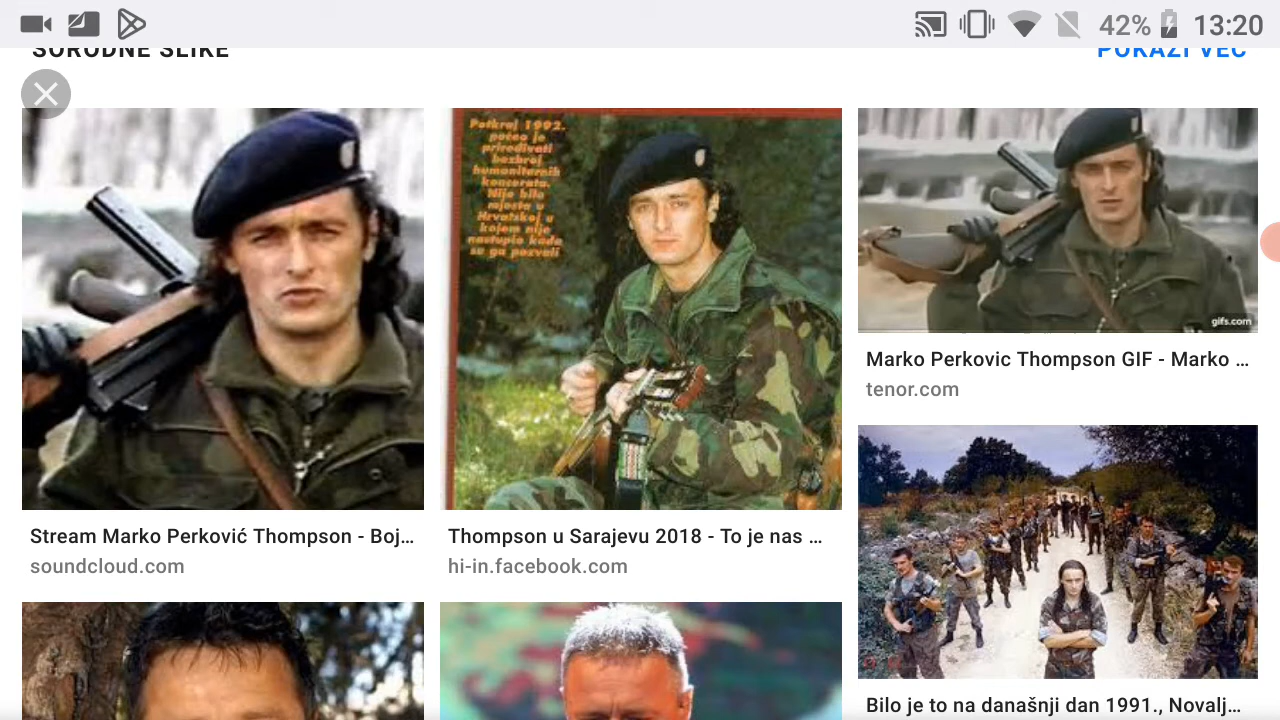 42% 13:20
SORODNE SLIKE
POKAŽI VEČ
Potkraj 1992.
počeo je
priređivati
bezbroj
humanitarnih
koncerata.
Nije bilo
mjesta u
Hrvatskoj u
kojem nije
nastupio kada
su ga pozvali
gifs.com
Marko Perkovic Thompson GIF - Marko ...
tenor.com
Stream Marko Perković Thompson - Boj...
soundcloud.com
Thompson u Sarajevu 2018 - To je nas ...
hi-in.facebook.com
Bilo je to na današnji dan 1991., Novalj...